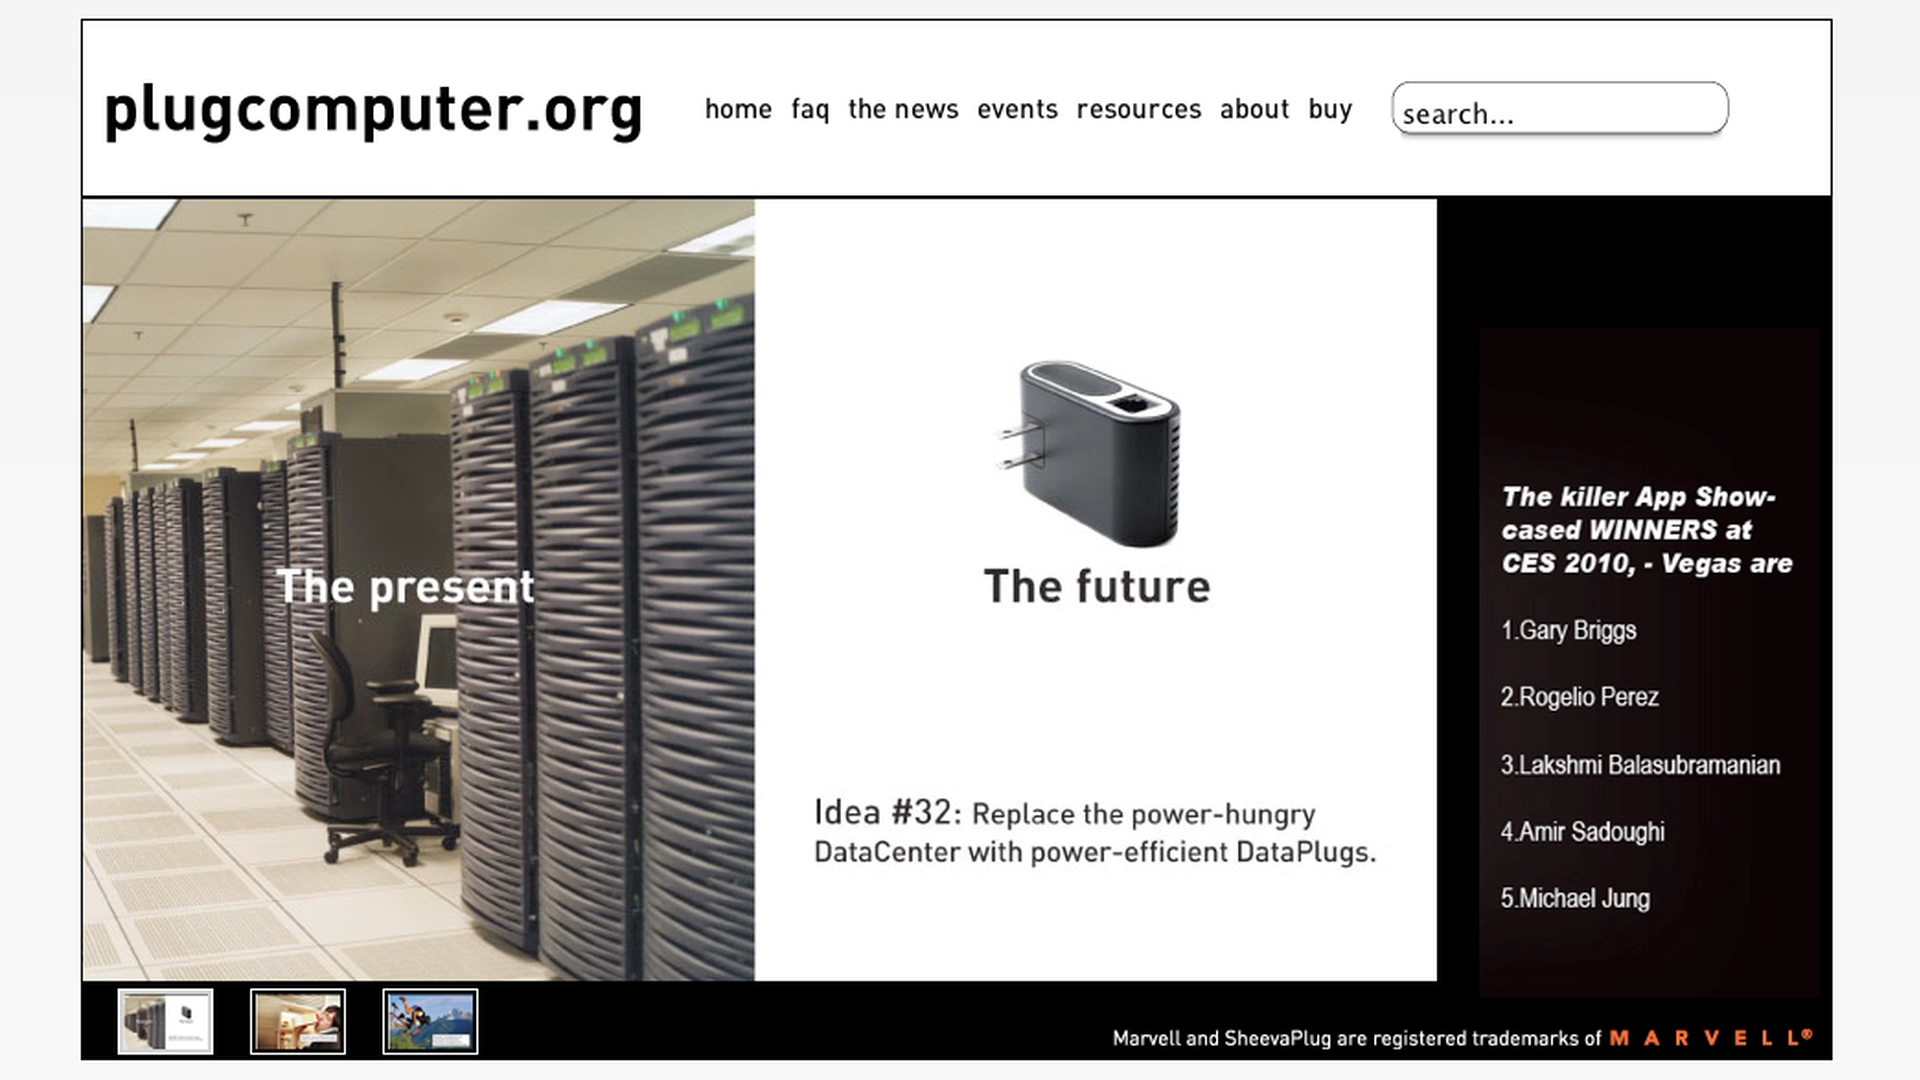 plugcomputer.org
home faq the news events resources about buy
search...
The present
The future
Idea #32: Replace the power-hungry
DataCenter with power-efficient DataPlugs.
The killer App Show-
cased WINNERS at
CES 2010, - Vegas are
1.Gary Briggs
2.Rogelio Perez
3.Lakshmi Balasubramanian
4.Amir Sadoughi
5.Michael Jung
Marvell and SheevaPlug are registered trademarks of MARVELL®